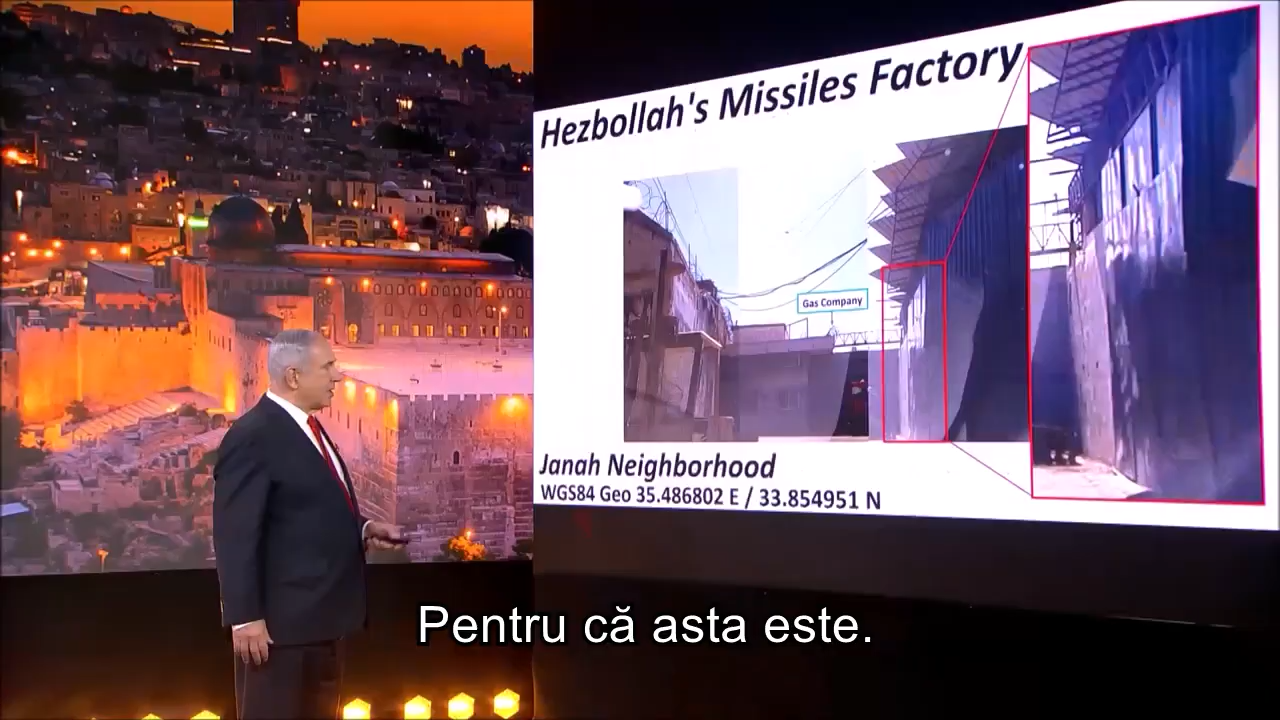 Hezbollah's Missiles Factory
Gas Company
Janah Neighborhood
WGS84 Geo 35.486802 E / 33.854951 N
Pentru că asta este.